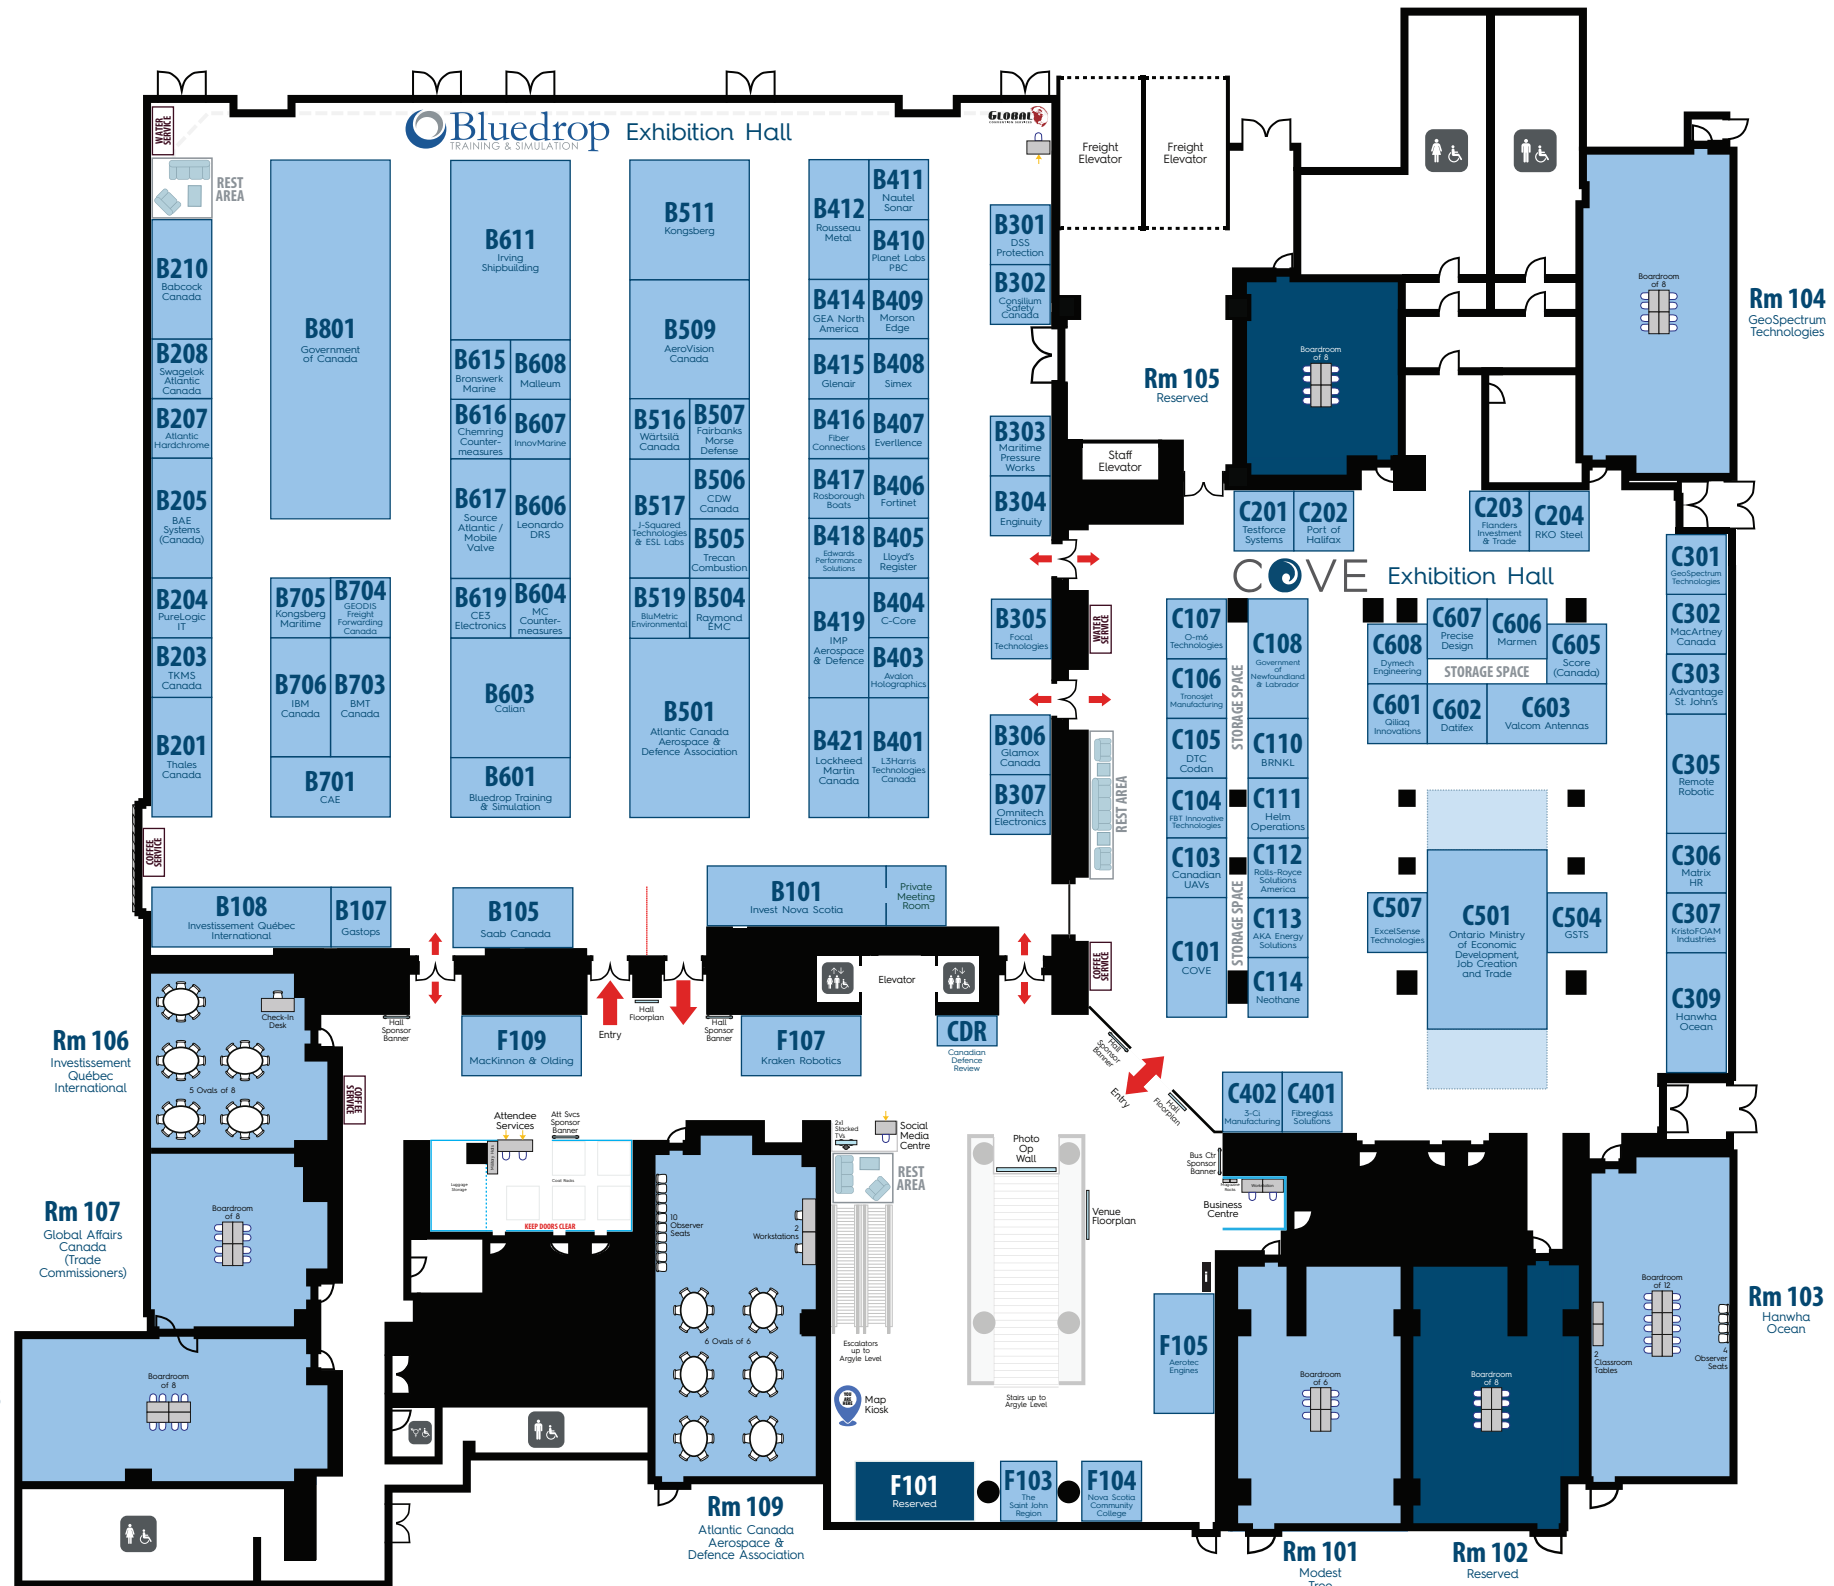 Bluedrop
TRAINING & SIMULATION
Exhibition Hall
GLOBAL
WATER
SERVICE
REST
AREA
B210
Babcock
Canada
B208
Swagelok
Atlantic
Canada
B207
Atlantic
Hardchrome
B205
BAE
Systems
(Canada)
B204
PureLogic
IT
B203
TKMS
Canada
B201
Thales
Canada
COFFEE
SERVICE
B801
Government
of Canada
B705
Kongsberg
Maritime
B704
GEODIS
Freight
Forwarding
Canada
B706
IBM
Canada
B703
BMT
Canada
B701
CAE
B611
Irving
Shipbuilding
B615
Bronswerk
Marine
B608
Malleum
B616
Chemring
Counter-
measures
B607
InnovMarine
B617
Source
Atlantic /
Mobile
Valve
B606
Leonardo
DRS
B619
CE3
Electronics
B604
MC
Counter-
measures
B603
Calian
B601
Bluedrop Training
& Simulation
B511
Kongsberg
B509
AeroVision
Canada
B516
Wärtsilä
Canada
B507
Fairbanks
Morse
Defense
B517
J-Squared
Technologies
& ESL Labs
B506
CDW
Canada
B505
Trecan
Combustion
B519
BluMetric
Environmental
B504
Raymond
EMC
B501
Atlantic Canada
Aerospace &
Defence Association
B412
Rousseau
Metal
B411
Nautel
Sonar
B410
Planet Labs
PBC
B414
GEA North
America
B409
Morson
Edge
B415
Glenair
B408
Simex
B416
Fiber
Connections
B407
Everllence
B417
Rosborough
Boats
B406
Fortinet
B418
Edwards
Performance
Solutions
B405
Lloyd's
Register
B419
IMP
Aerospace
& Defence
B404
C-Core
B403
Avalon
Holographics
B421
Lockheed
Martin
Canada
B401
L3Harris
Technologies
Canada
B301
DSS
Protection
B302
Consilium
Safety
Canada
B303
Maritime
Pressure
Works
B304
Enginuity
B305
Focal
Technologies
B306
Glamox
Canada
B307
Omnitech
Electronics
B108
Investissement Québec
International
B107
Gastops
B105
Saab Canada
B101
Invest Nova Scotia
Private
Meeting
Room
Freight
Elevator
Freight
Elevator
Staff
Elevator
WATER
SERVICE
REST AREA
COFFEE
SERVICE
Rm 105
Reserved
Boardroom
of 8
Boardroom
of 8
Rm 104
GeoSpectrum
Technologies
C201
Testforce
Systems
C202
Port of
Halifax
C203
Flanders
Investment
& Trade
C204
RKO Steel
COVE Exhibition Hall
C107
O-m6
Technologies
C106
Tronosjet
Manufacturing
C105
DTC
Codan
C104
FBT Innovative
Technologies
C103
Canadian
UAVs
C101
COVE
STORAGE SPACE
STORAGE SPACE
C108
Government
of
Newfoundland
& Labrador
C110
BRNKL
C111
Helm
Operations
C112
Rolls-Royce
Solutions
America
C113
AKA Energy
Solutions
C114
Neothane
C608
Dymech
Engineering
C607
Precise
Design
C606
Marmen
C605
Score
(Canada)
STORAGE SPACE
C601
Qiliaq
Innovations
C602
Datifex
C603
Valcom Antennas
C507
ExcelSense
Technologies
C501
Ontario Ministry
of Economic
Development,
Job Creation
and Trade
C504
GSTS
C301
GeoSpectrum
Technologies
C302
MacArtney
Canada
C303
Advantage
St. John's
C305
Remote
Robotic
C306
Matrix
HR
C307
KristoFOAM
Industries
C309
Hanwha
Ocean
C402
3-Ci
Manufacturing
C401
Fibreglass
Solutions
Elevator
Hall
Sponsor
Banner
Entry
Hall
Floorplan
Hall
Sponsor
Banner
F109
MacKinnon & Olding
F107
Kraken Robotics
CDR
Canadian
Defence
Review
Hall
Sponsor
Banner
Entry
Hall
Floorplan
Rm 106
Investissement
Québec
International
Check-In
Desk
5 Ovals of 8
COFFEE
SERVICE
Rm 107
Global Affairs
Canada
(Trade
Commissioners)
Boardroom
of 8
Boardroom
of 8
Attendee
Services
Att Svcs
Sponsor
Banner
Luggage
Storage
Coat Racks
KEEP DOORS CLEAR
10
Observer
Seats
2
Workstations
6 Ovals of 6
Rm 109
Atlantic Canada
Aerospace &
Defence Association
2x1
Stacked
TVs
Social
Media
Centre
REST
AREA
Escalators
up to
Argyle Level
YOU
ARE
HERE
Map
Kiosk
Photo
Op
Wall
Stairs up to
Argyle Level
Venue
Floorplan
Bus Ctr
Sponsor
Banner
Magazine
Racks
Workstation
Business
Centre
F105
Aerotec
Engines
F101
Reserved
F103
The
Saint John
Region
F104
Nova Scotia
Community
College
Boardroom
of 6
Rm 101
Modest
Tree
Boardroom
of 8
Rm 102
Reserved
Boardroom
of 12
2
Classroom
Tables
4
Observer
Seats
Rm 103
Hanwha
Ocean